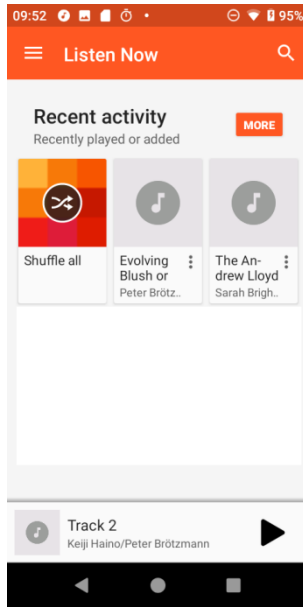 09:52
95%
Listen Now
Recent activity
Recently played or added
MORE
Shuffle all
Evolving
Blush or
Peter Brötz..
The An-
drew Lloyd
Sarah Brigh..
Track 2
Keiji Haino/Peter Brötzmann